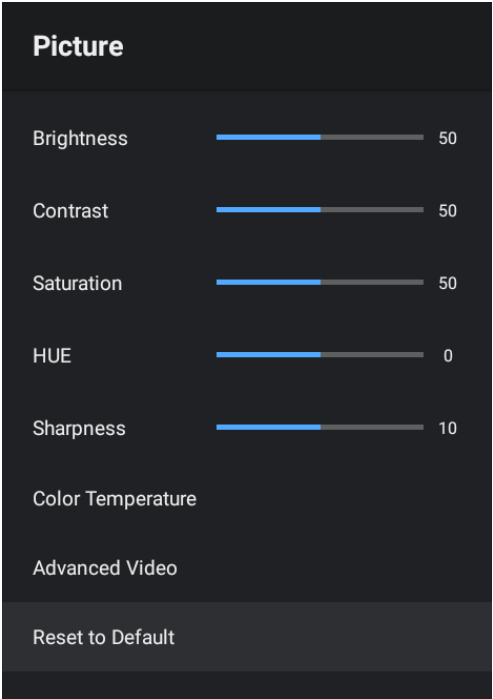 Picture
Brightness 50
Contrast 50
Saturation 50
HUE 0
Sharpness 10
Color Temperature
Advanced Video
Reset to Default